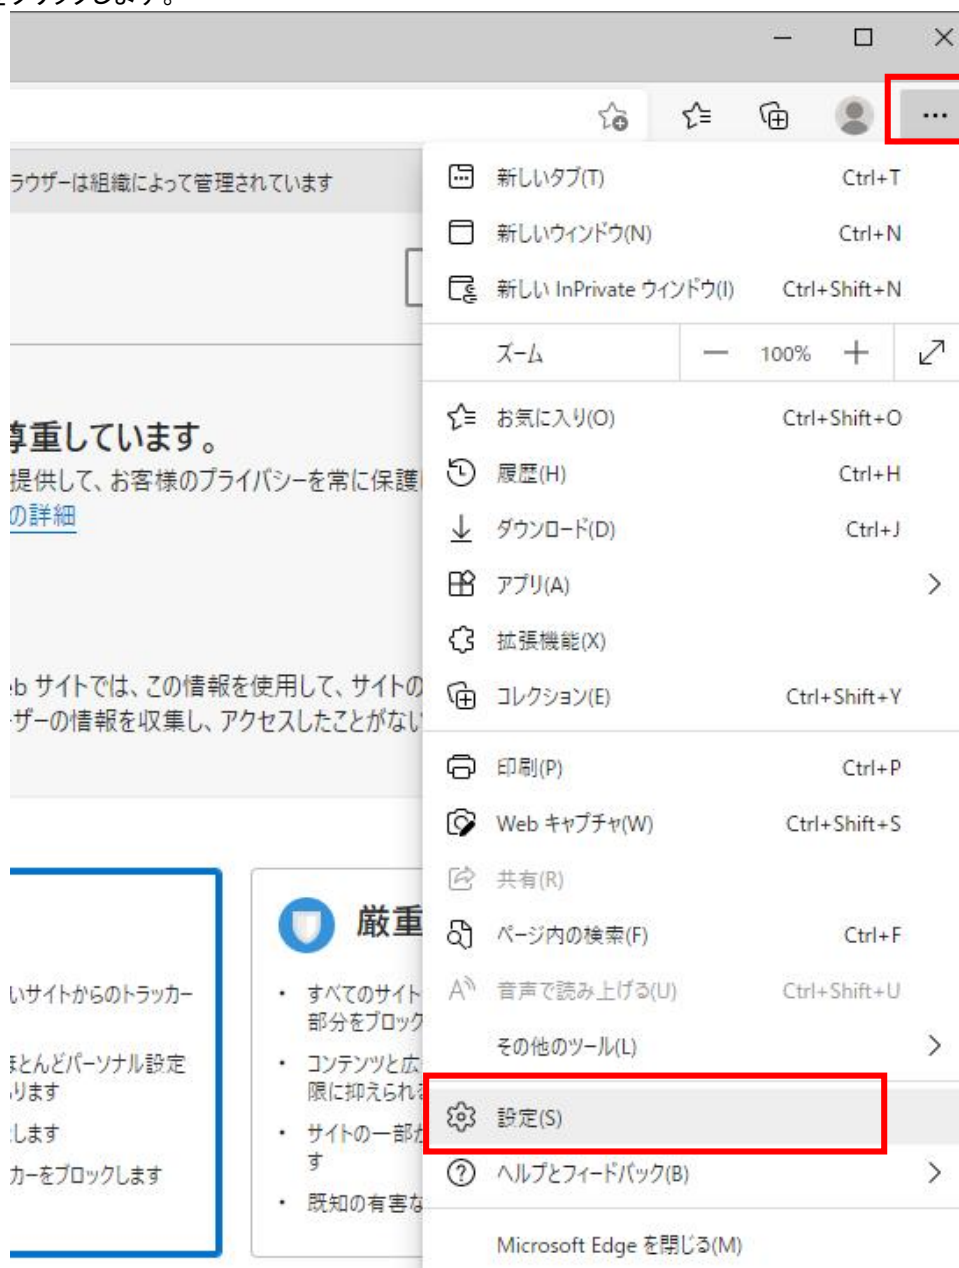 クリックします。
ラウザーは組織によって管理されています
尊重しています。
提供して、お客様のプライバシーを常に保護
の詳細
eb サイトでは、この情報を使用して、サイトの
ーザーの情報を収集し、アクセスしたことがない
いサイトからのトラッカー
ほとんどパーソナル設定
ります
します
カーをブロックします
厳重
• すべてのサイト
部分をブロック
• コンテンツと広
限に抑えられ
• サイトの一部が
す
• 既知の有害な
新しいタブ(T) Ctrl+T
新しいウィンドウ(N) Ctrl+N
新しい InPrivate ウィンドウ(I) Ctrl+Shift+N
ズーム — 100% +
お気に入り(O) Ctrl+Shift+O
履歴(H) Ctrl+H
ダウンロード(D) Ctrl+J
アプリ(A)
拡張機能(X)
コレクション(E) Ctrl+Shift+Y
印刷(P) Ctrl+P
Web キャプチャ(W) Ctrl+Shift+S
共有(R)
ページ内の検索(F) Ctrl+F
音声で読み上げる(U) Ctrl+Shift+U
その他のツール(L)
設定(S)
ヘルプとフィードバック(B)
Microsoft Edge を閉じる(M)